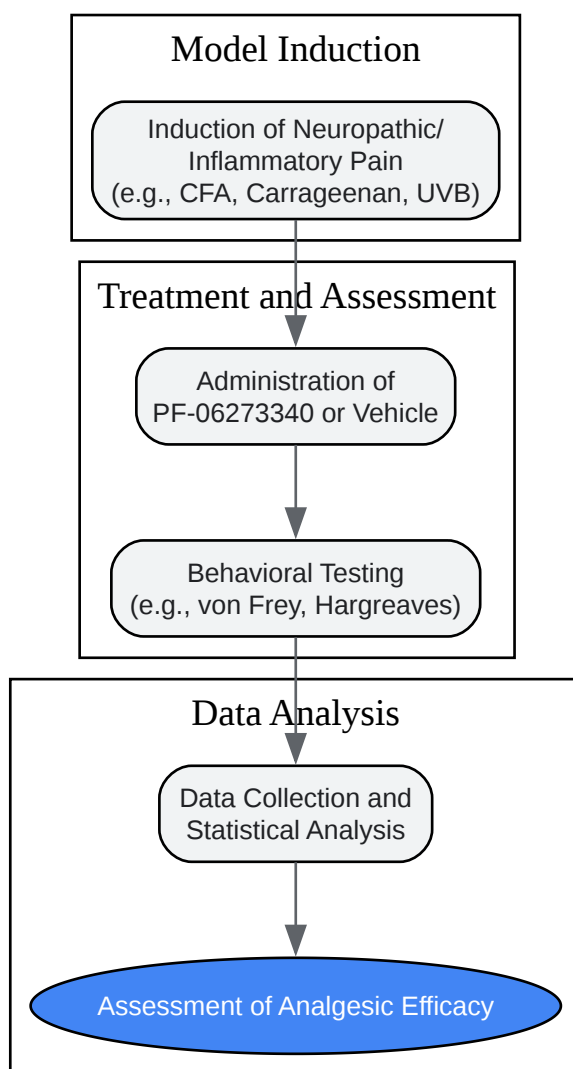 Model Induction
Induction of Neuropathic/
Inflammatory Pain
(e.g., CFA, Carrageenan, UVB)
Treatment and Assessment
Administration of
PF-06273340 or Vehicle
Behavioral Testing
(e.g., von Frey, Hargreaves)
Data Analysis
Data Collection and
Statistical Analysis
Assessment of Analgesic Efficacy